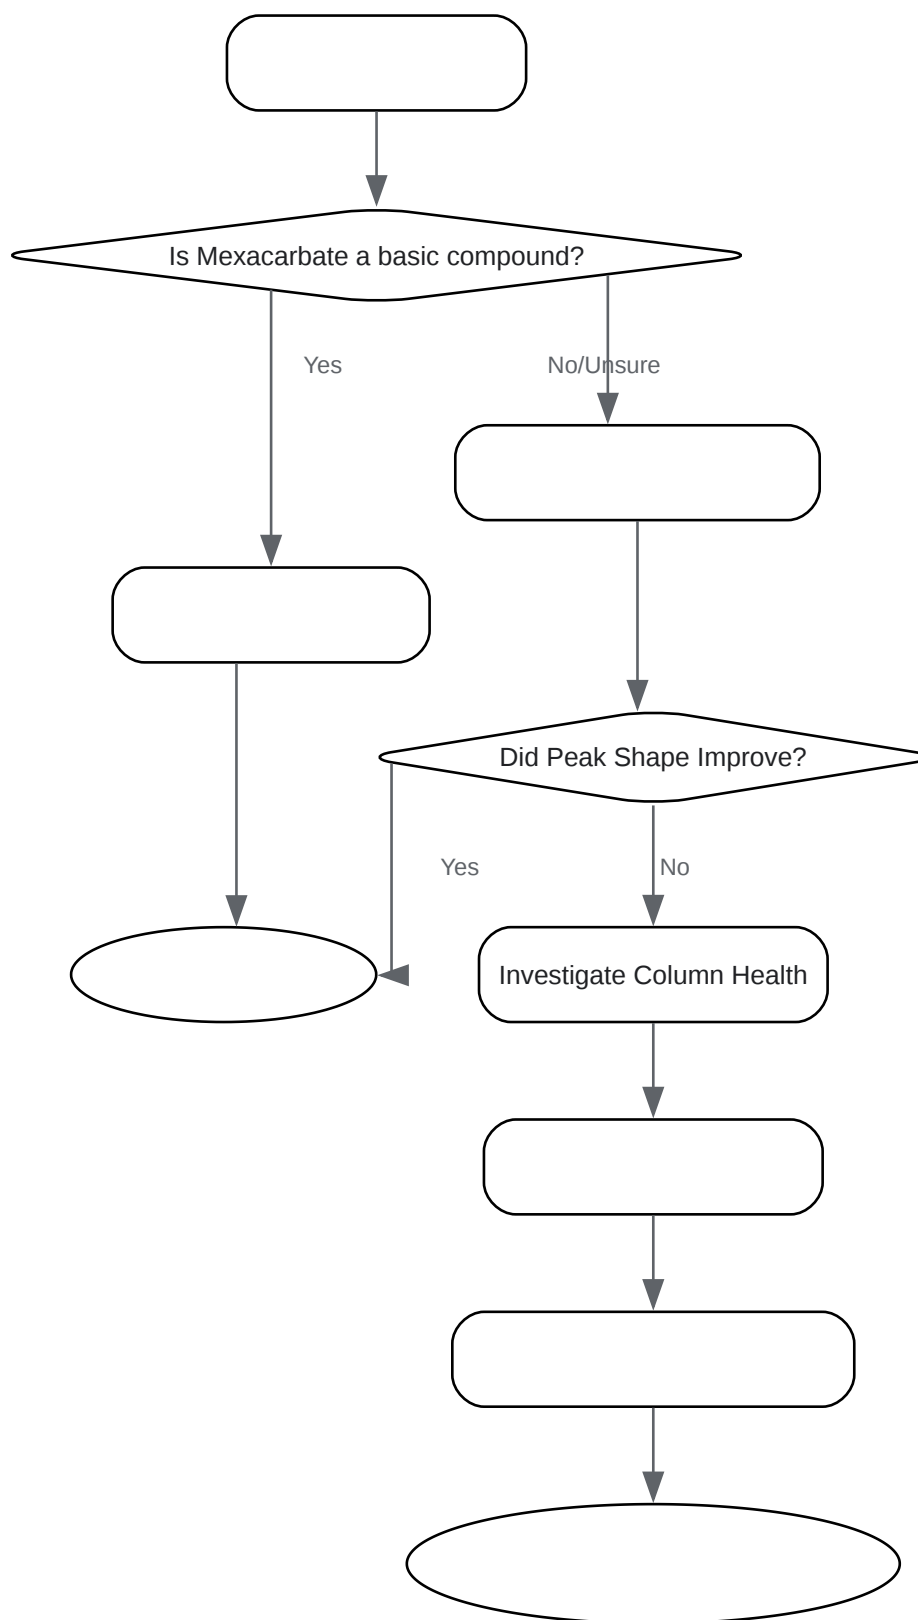 Is Mexacarbate a basic compound?
Yes
No/Unsure
Did Peak Shape Improve?
Yes
No
Investigate Column Health